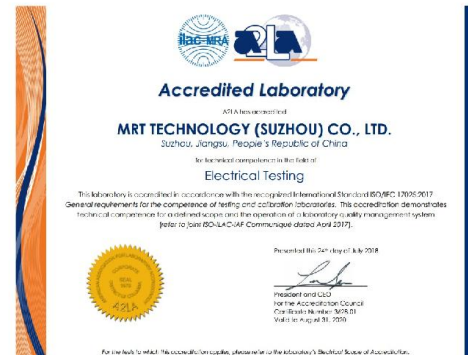 ilac-MRA
A2LA
Accredited Laboratory
A2LA has accredited
MRT TECHNOLOGY (SUZHOU) CO., LTD.
Suzhou, Jiangsu, People's Republic of China
for technical competence in the field of
Electrical Testing
This laboratory is accredited in accordance with the recognized International Standard ISO/IEC 17025:2017
General requirements for the competence of testing and calibration laboratories. This accreditation demonstrates
technical competence for a defined scope and the operation of a laboratory quality management system
(refer to joint ISO-ILAC-IAF Communiqué dated April 2017).
Presented this 24th day of July 2018
President and CEO
For the Accreditation Council
Certificate Number 3628.01
Valid to August 31, 2020
A2LA
For the tests to which this accreditation applies, please refer to the laboratory's Electrical Scope of Accreditation.